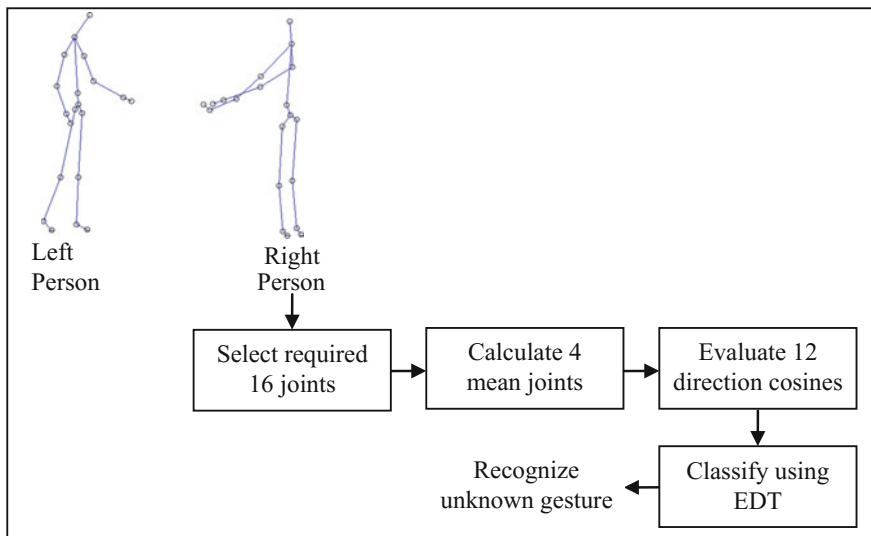 Left
Person
Right
Person
Select required
16 joints
Calculate 4
mean joints
Evaluate 12
direction cosines
Classify using
EDT
Recognize
unknown gesture